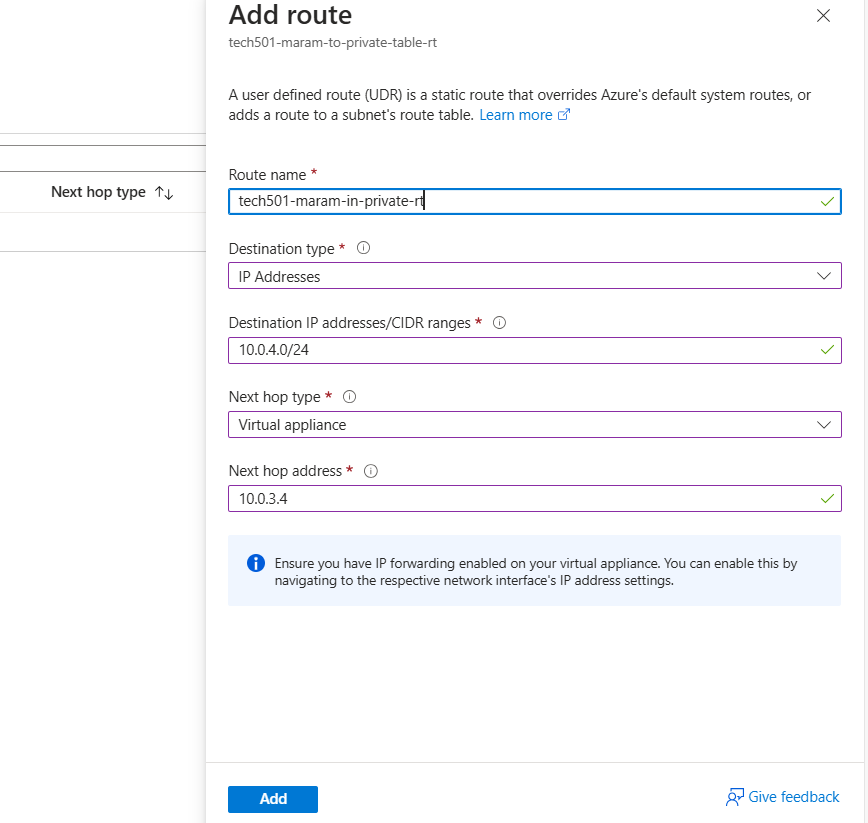 Add route
tech501-maram-to-private-table-rt
A user defined route (UDR) is a static route that overrides Azure's default system routes, or
adds a route to a subnet's route table. Learn more
Next hop type
Route name *
tech501-maram-in-private-rt
Destination type *
IP Addresses
Destination IP addresses/CIDR ranges *
10.0.4.0/24
Next hop type *
Virtual appliance
Next hop address *
10.0.3.4
Ensure you have IP forwarding enabled on your virtual appliance. You can enable this by
navigating to the respective network interface's IP address settings.
Add
Give feedback